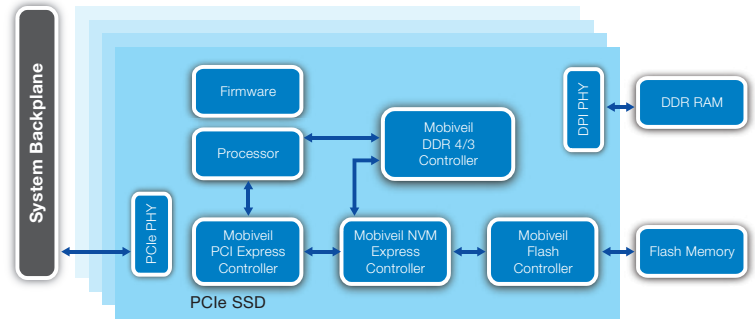 System Backplane
Firmware
Processor
Mobiveil
DDR 4/3
Controller
DPI PHY
DDR RAM
PCIe PHY
Mobiveil
PCI Express
Controller
Mobiveil NVM
Express
Controller
Mobiveil
Flash
Controller
Flash Memory
PCIe SSD